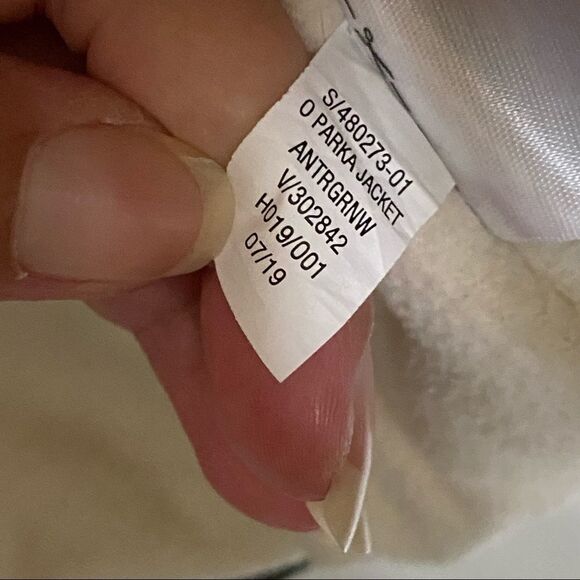 S/480273-01
O PARKA JACKET
ANTRGRNW
V/302842
H019/001
07/19